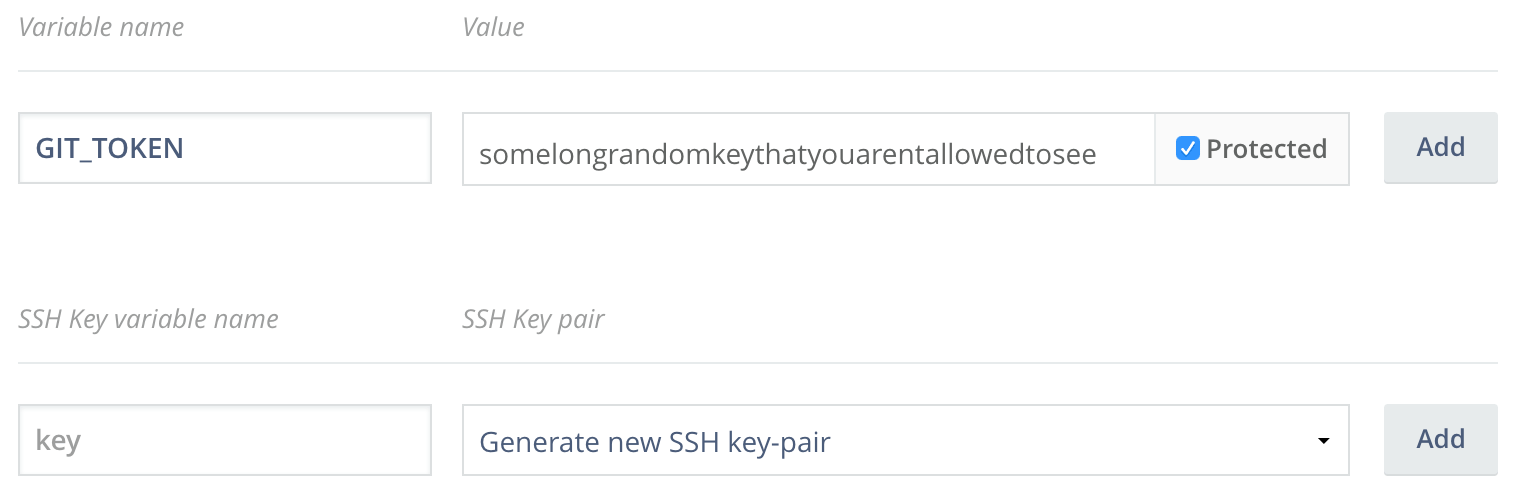 Variable name Value
GIT_TOKEN somelongrandomkeythatyouarentallowedtosee Protected Add
SSH Key variable name SSH Key pair
key Generate new SSH key-pair Add